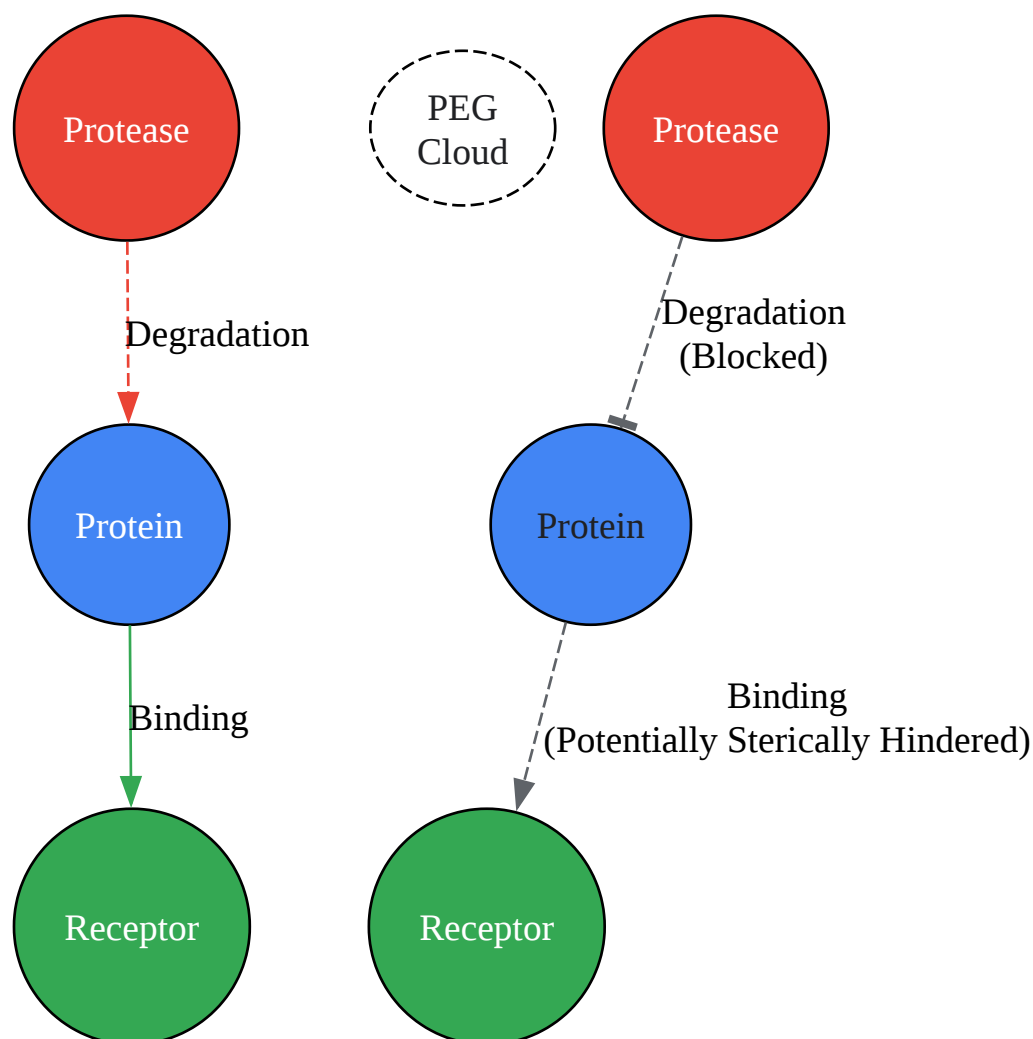 Protease
Degradation
Protein
Binding
Receptor
PEG
Cloud
Protease
Degradation
(Blocked)
Protein
Binding
(Potentially Sterically Hindered)
Receptor